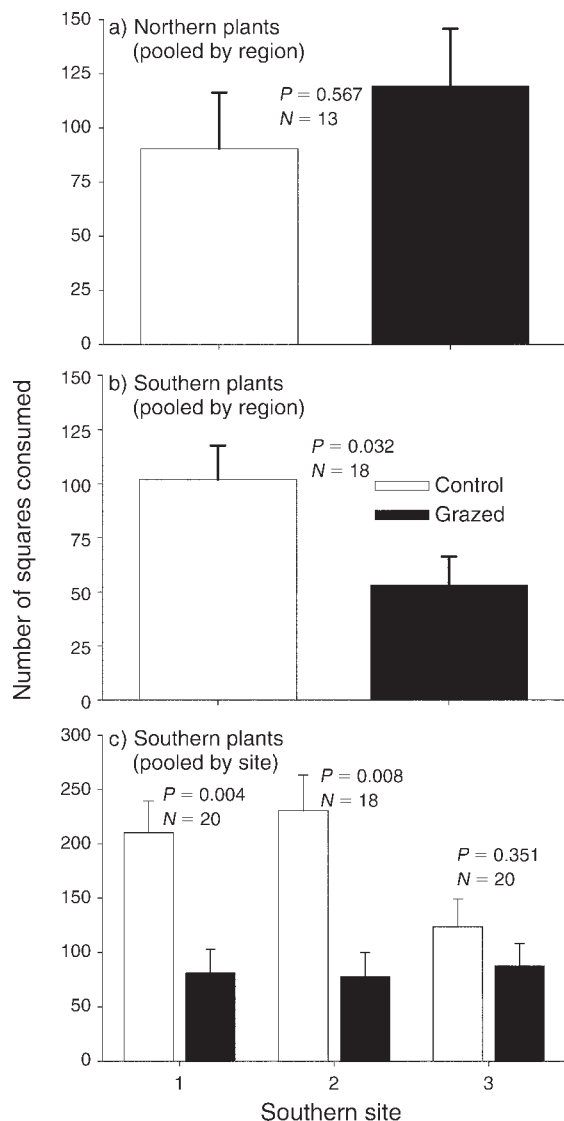 Number of squares consumed
a) Northern plants
(pooled by region)
P = 0.567
N = 13
150
125
100
75
50
25
0
b) Southern plants
(pooled by region)
P = 0.032
N = 18
Control
Grazed
150
125
100
75
50
25
0
c) Southern plants
(pooled by site)
P = 0.004
N = 20
P = 0.008
N = 18
P = 0.351
N = 20
300
250
200
150
100
50
0
1 2 3
Southern site